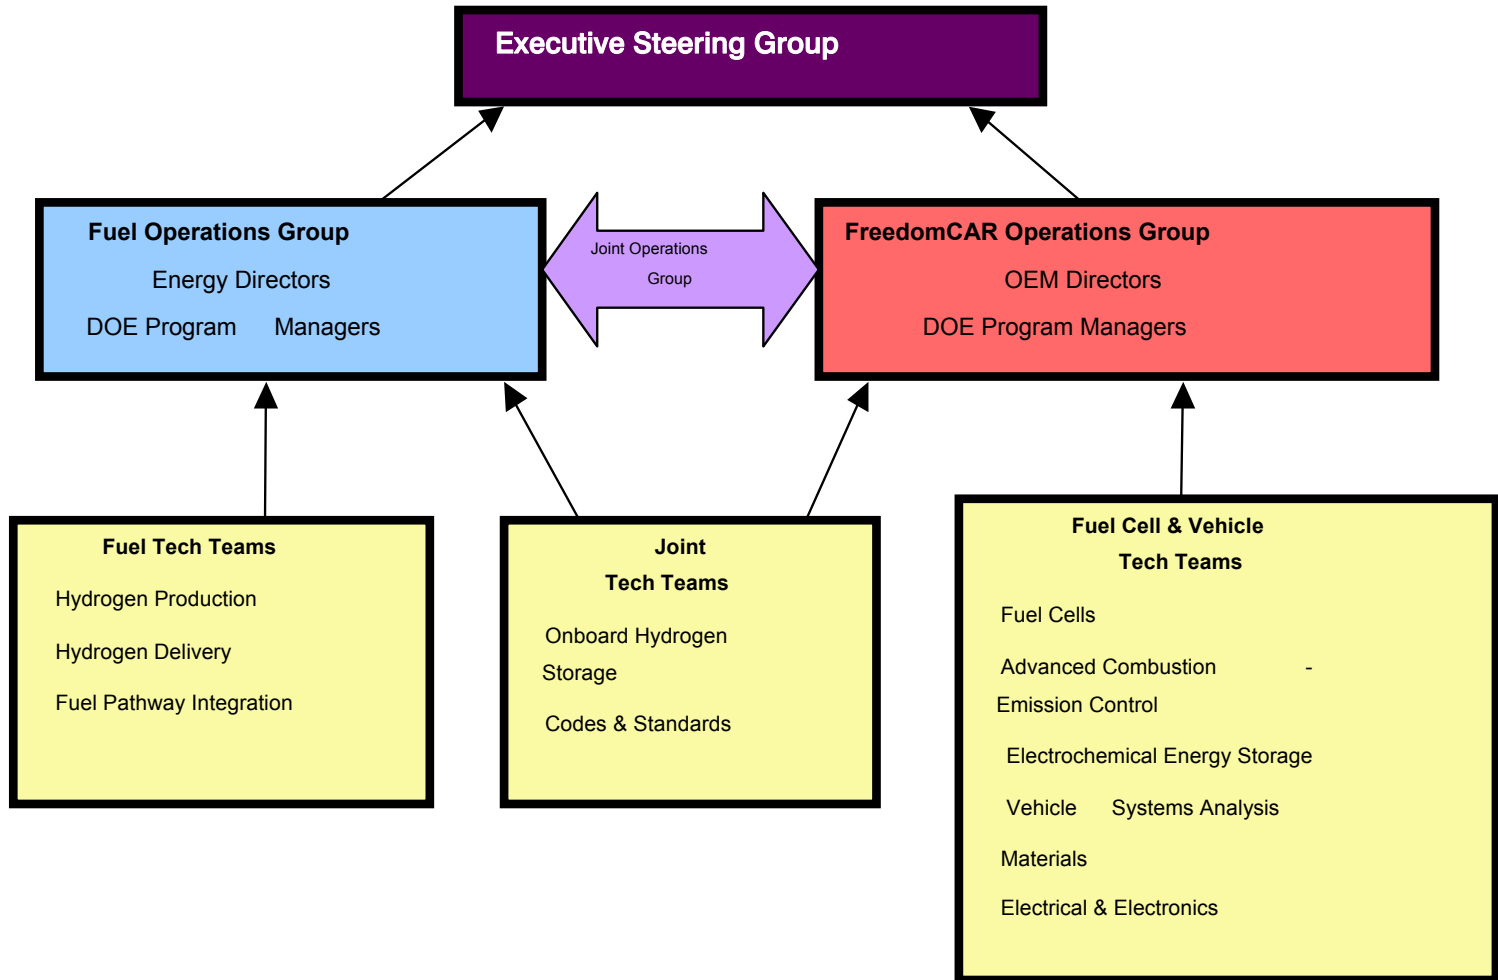 Executive Steering Group
Fuel Operations Group
Energy Directors
DOE Program Managers
Joint Operations
Group
FreedomCAR Operations Group
OEM Directors
DOE Program Managers
Fuel Tech Teams
Hydrogen Production
Hydrogen Delivery
Fuel Pathway Integration
Joint
Tech Teams
Onboard Hydrogen
Storage
Codes & Standards
Fuel Cell & Vehicle
Tech Teams
Fuel Cells
Advanced Combustion -
Emission Control
Electrochemical Energy Storage
Vehicle Systems Analysis
Materials
Electrical & Electronics